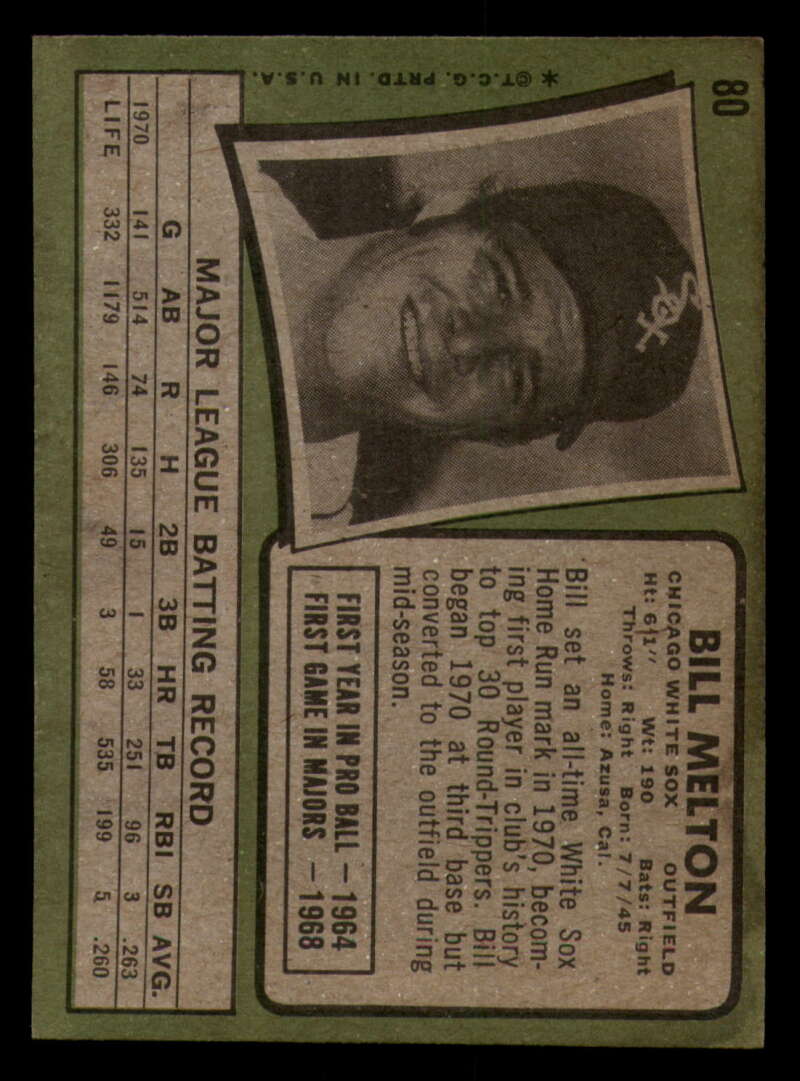 80
✱©T.C.G. PRTD. IN U.S.A.
Sox
BILL MELTON
CHICAGO WHITE SOX OUTFIELD
Ht: 6'1" Wt: 190 Bats: Right
Throws: Right Born: 7/7/45
Home: Azusa, Cal.
Bill set an all-time White Sox
Home Run mark in 1970, becom-
ing first player in club's history
to top 30 Round-Trippers. Bill
began 1970 at third base but
converted to the outfield during
mid-season.
FIRST YEAR IN PRO BALL — 1964
FIRST GAME IN MAJORS — 1968
MAJOR LEAGUE BATTING RECORD
G AB R H 2B 3B HR TB RBI SB AVG.
1970 141 514 74 135 15 1 33 251 96 3 .263
LIFE 332 1179 146 306 49 3 58 535 199 5 .260